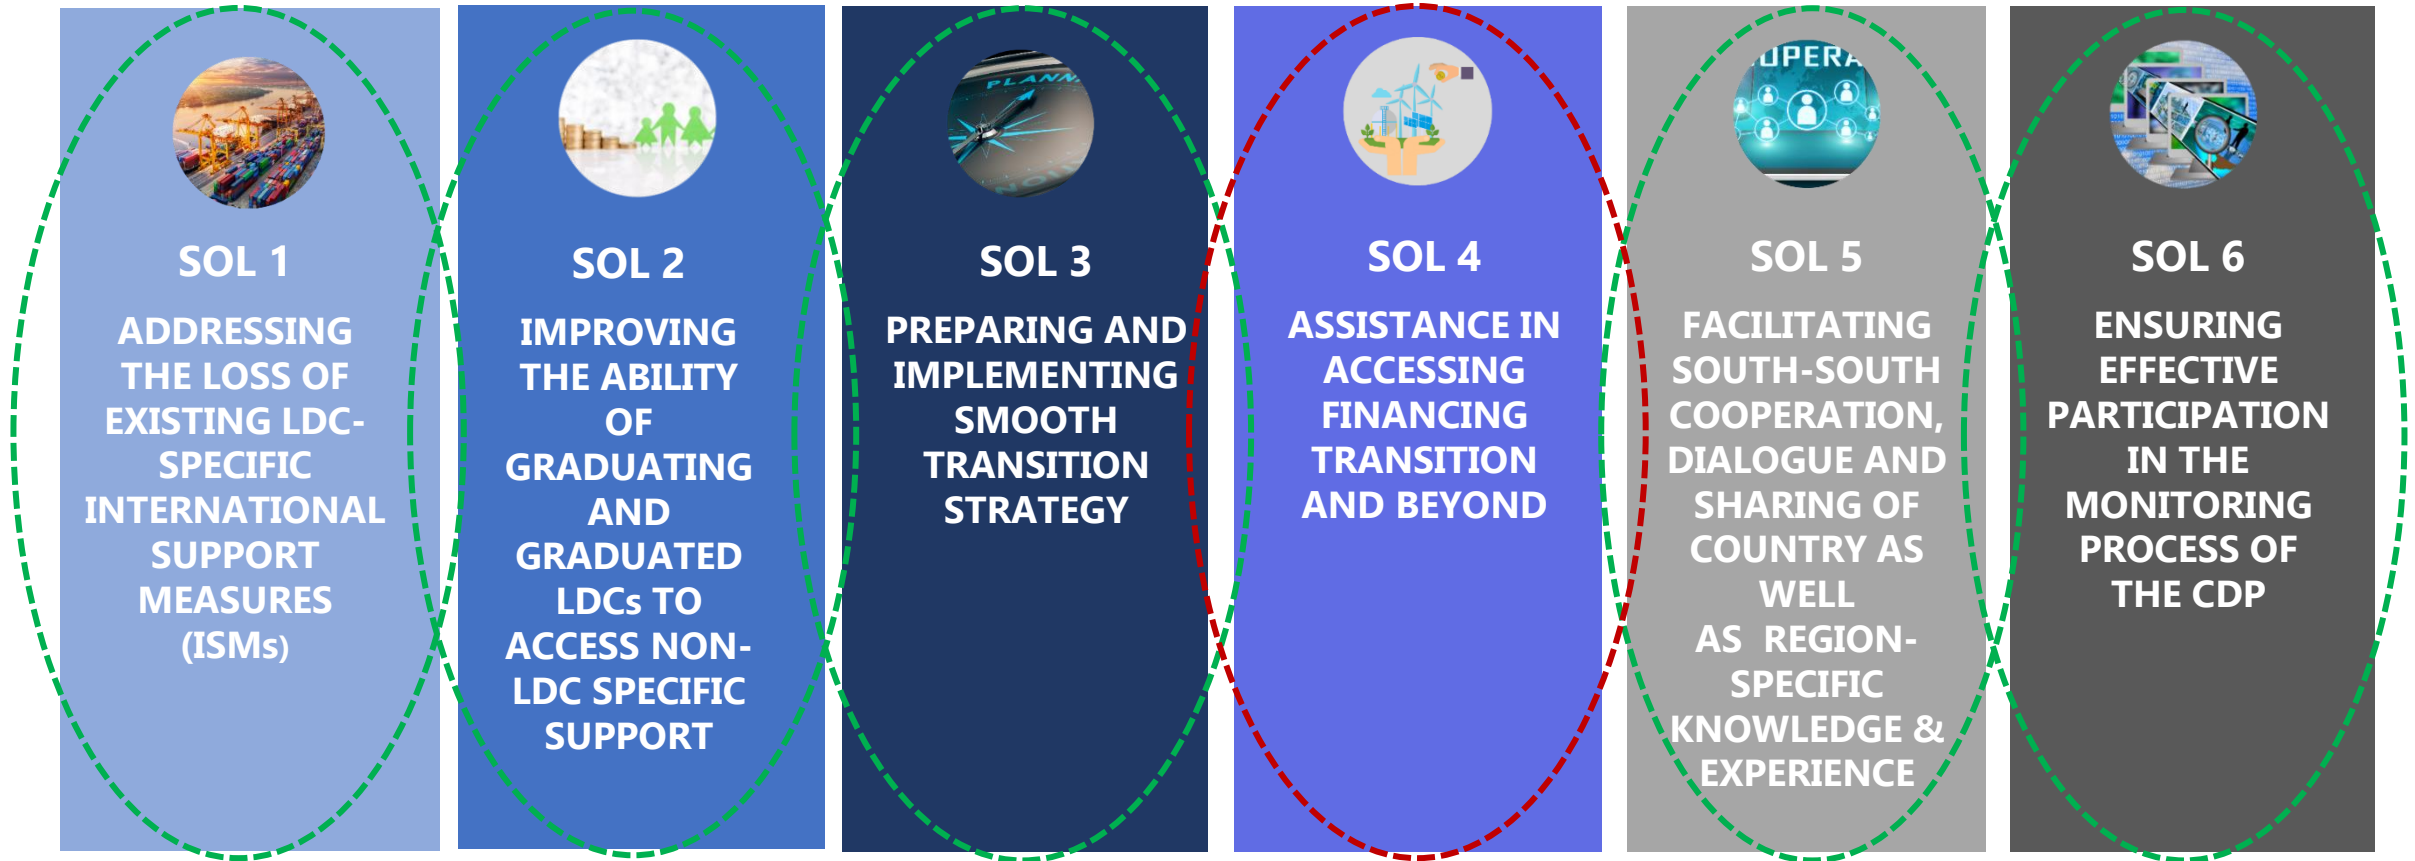 PLANN
OPERA
SOL 1
ADDRESSING
THE LOSS OF
EXISTING LDC-
SPECIFIC
INTERNATIONAL
SUPPORT
MEASURES
(ISMs)
SOL 2
IMPROVING
THE ABILITY
OF
GRADUATING
AND
GRADUATED
LDCs TO
ACCESS NON-
LDC SPECIFIC
SUPPORT
SOL 3
PREPARING AND
IMPLEMENTING
SMOOTH
TRANSITION
STRATEGY
SOL 4
ASSISTANCE IN
ACCESSING
FINANCING
TRANSITION
AND BEYOND
SOL 5
FACILITATING
SOUTH-SOUTH
COOPERATION,
DIALOGUE AND
SHARING OF
COUNTRY AS
WELL
AS  REGION-
SPECIFIC
KNOWLEDGE &
EXPERIENCE
SOL 6
ENSURING
EFFECTIVE
PARTICIPATION
IN THE
MONITORING
PROCESS OF
THE CDP